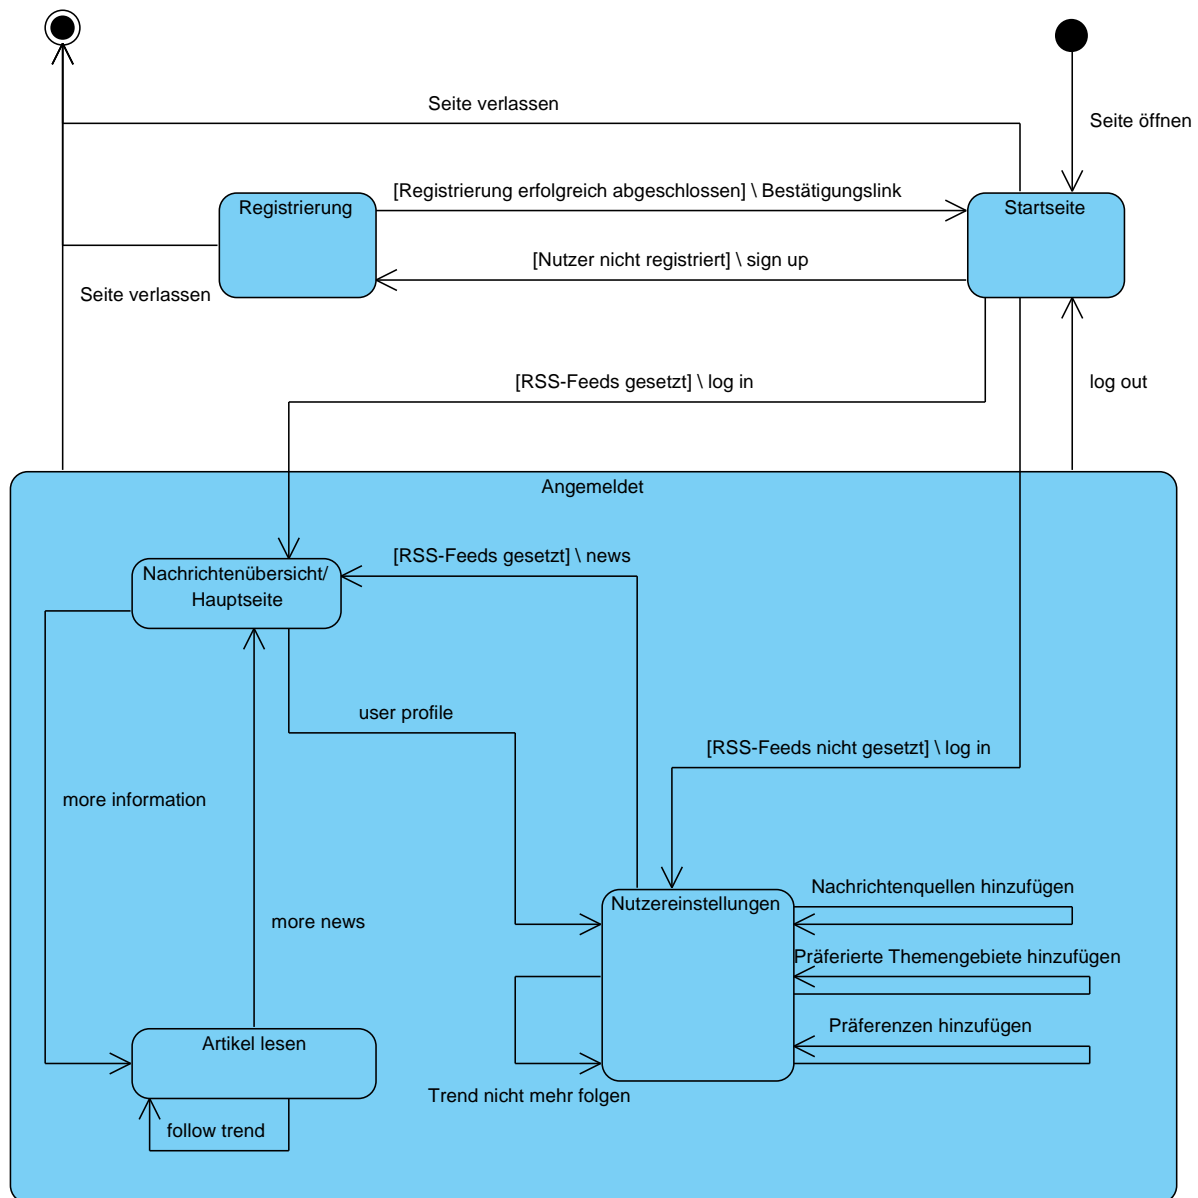 Seite verlassen
Seite öffnen
[Registrierung erfolgreich abgeschlossen] \ Bestätigungslink
Registrierung
Startseite
[Nutzer nicht registriert] \ sign up
Seite verlassen
[RSS-Feeds gesetzt] \ log in
log out
Angemeldet
[RSS-Feeds gesetzt] \ news
Nachrichtenübersicht/
Hauptseite
user profile
[RSS-Feeds nicht gesetzt] \ log in
more information
Nachrichtenquellen hinzufügen
Nutzereinstellungen
more news
Präferierte Themengebiete hinzufügen
Präferenzen hinzufügen
Artikel lesen
Trend nicht mehr folgen
follow trend